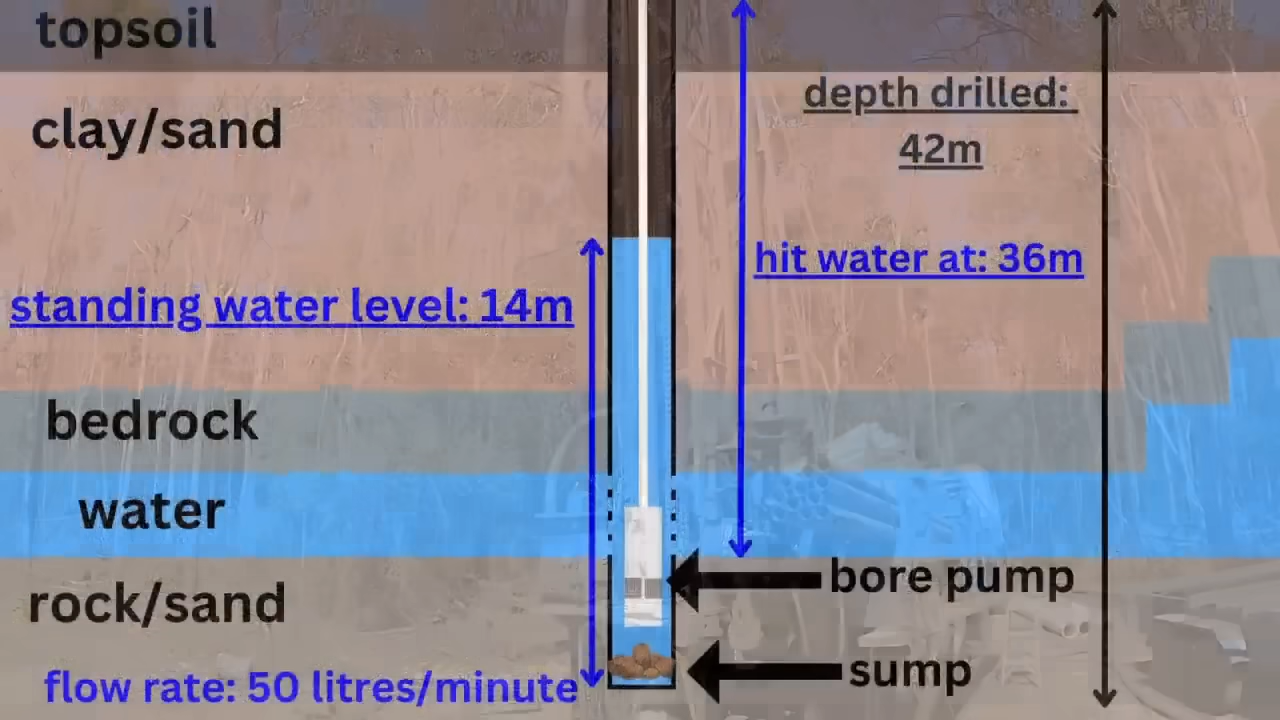 topsoil
clay/sand
depth drilled:
42m
hit water at: 36m
standing water level: 14m
bedrock
water
bore pump
rock/sand
sump
flow rate: 50 litres/minute